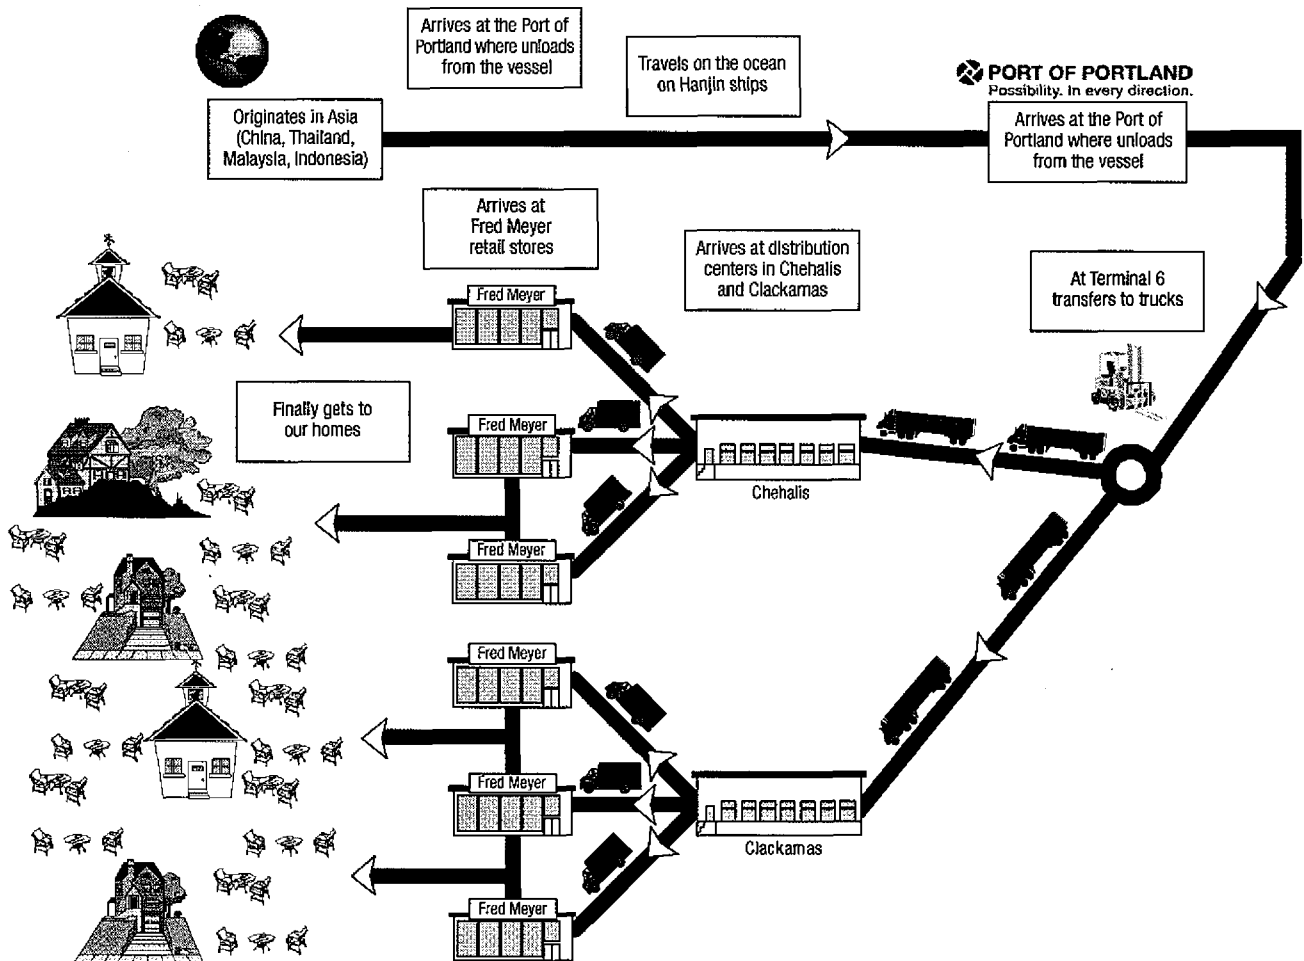 Arrives at the Port of
Portland where unloads
from the vessel
Travels on the ocean
on Hanjin ships
PORT OF PORTLAND
Possibility. In every direction.
Originates in Asia
(China, Thailand,
Malaysia, Indonesia)
Arrives at the Port of
Portland where unloads
from the vessel
Arrives at
Fred Meyer
retail stores
Arrives at distribution
centers in Chehalis
and Clackamas
At Terminal 6
transfers to trucks
Fred Meyer
Finally gets to
our homes
Fred Meyer
Chehalis
Fred Meyer
Fred Meyer
Fred Meyer
Clackamas
Fred Meyer